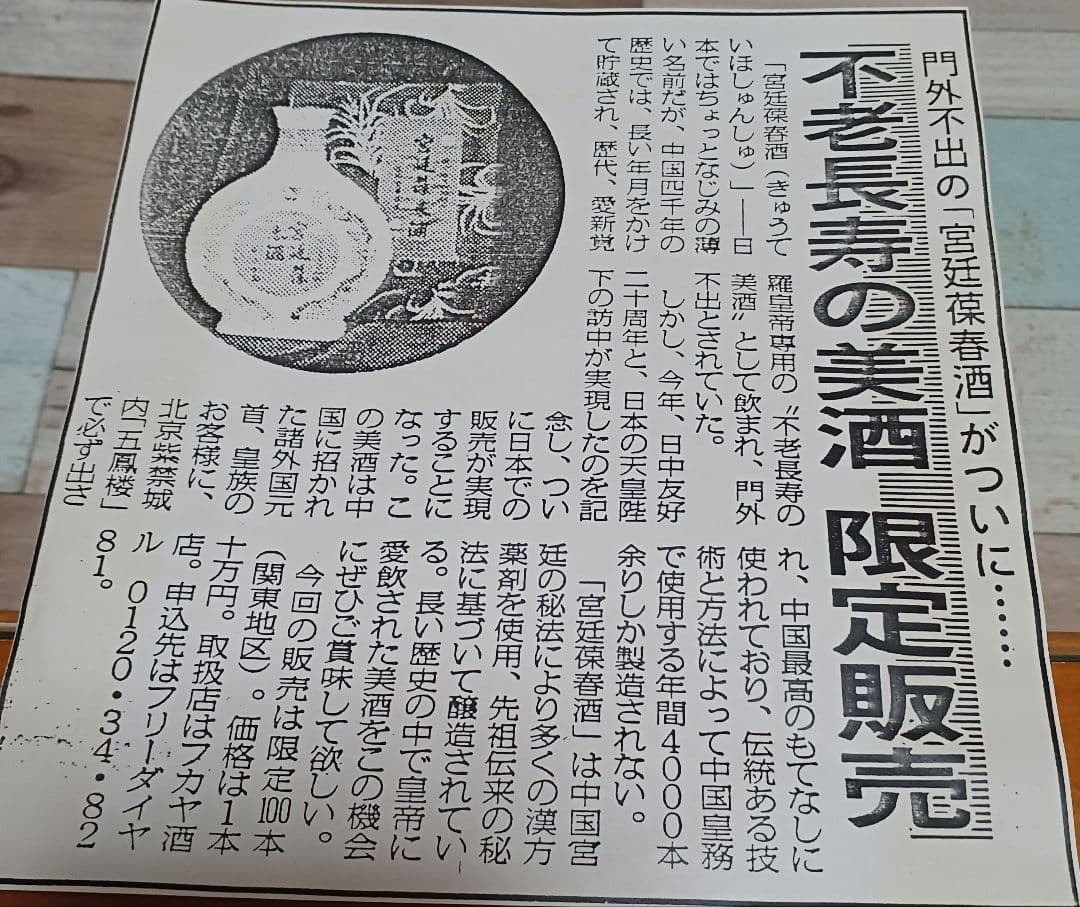 門外不出の「宮廷葆春酒」がついに……
不老長寿の美酒 限定販売
「宮廷葆春酒（きゅうて
いほしゅんしゅ）」――日
本ではちょっとなじみの薄
い名前だが、中国四千年の
歴史では、長い年月をかけ
て貯蔵され、歴代、愛新覚
羅皇帝専用の〝不老長寿の
美酒〟として飲まれ、門外
不出とされていた。
しかし、今年、日中友好
二十周年と、日本の天皇陛
下の訪中が実現したのを記
念し、つい
に日本での
販売が実現
することに
なった。こ
の美酒は中
国に招かれ
た諸外国元
首、皇族の
お客様に、
北京紫禁城
内「五鳳楼」
で必ず出さ
れ、中国最高のもてなしに
使われており、伝統ある技
術と方法によって中国皇務
で使用する年間4000本
余りしか製造されない。
「宮廷葆春酒」は中国宮
廷の秘法により多くの漢方
薬剤を使用、先祖伝来の秘
法に基づいて醸造されてい
る。長い歴史の中で皇帝に
愛飲された美酒をこの機会
にぜひご賞味して欲しい。
今回の販売は限定100本
（関東地区）。価格は1本
十万円。取扱店はフカヤ酒
店。申込先はフリーダイヤ
ル 0120・34・82
81。
宮廷葆春酒